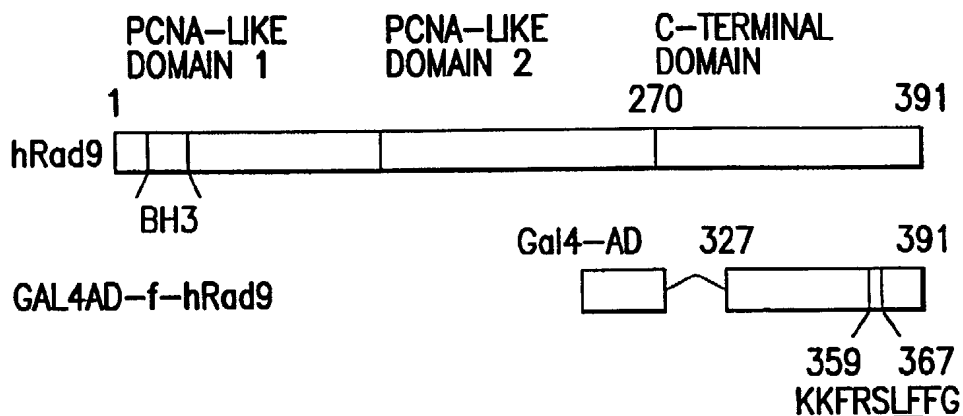 PCNA-LIKE DOMAIN 1
PCNA-LIKE DOMAIN 2
C-TERMINAL DOMAIN
1 270 391
hRad9
BH3
Gal4-AD 327 391
GAL4AD-f-hRad9
359 367
KKFRSLFFG